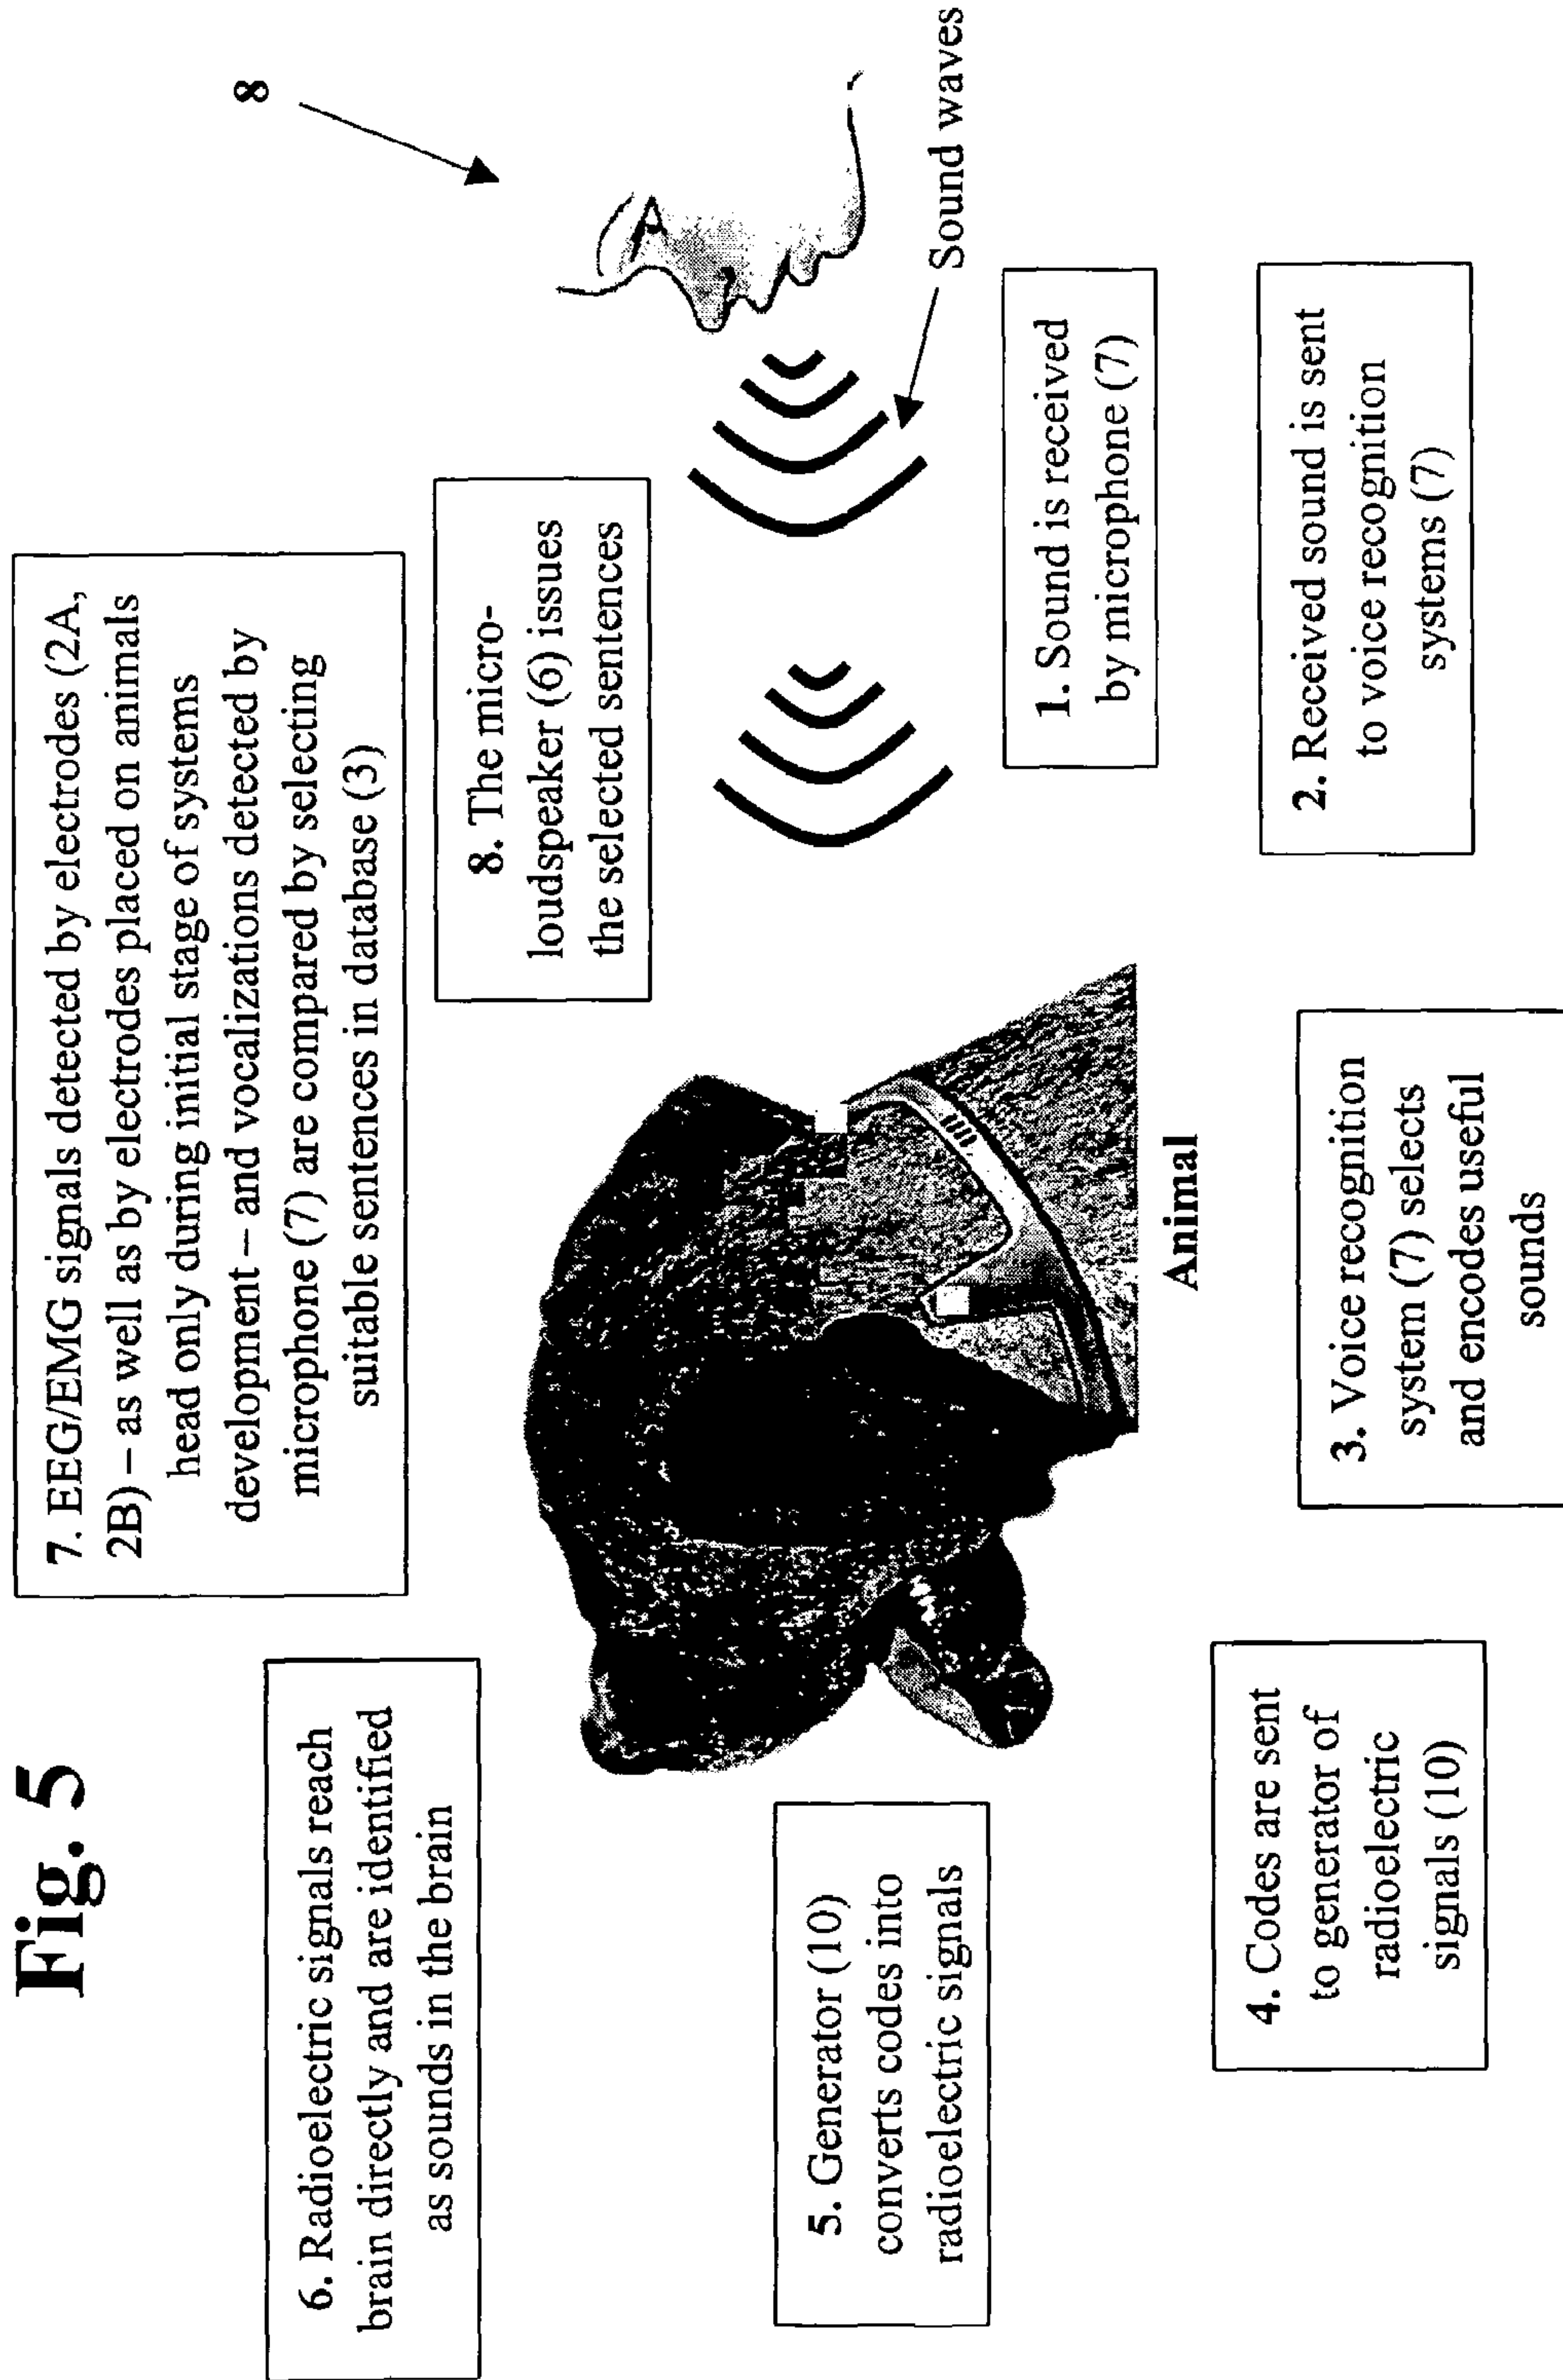 Fig. 5
6. Radioelectric signals reach
brain directly and are identified
as sounds in the brain
7. EEG/EMG signals detected by electrodes (2A,
2B) – as well as by electrodes placed on animals
head only during initial stage of systems
development – and vocalizations detected by
microphone (7) are compared by selecting
suitable sentences in database (3)
8
8. The micro-
loudspeaker (6) issues
the selected sentences
5. Generator (10)
converts codes into
radioelectric signals
Sound waves
Animal
1. Sound is received
by microphone (7)
4. Codes are sent
to generator of
radioelectric
signals (10)
3. Voice recognition
system (7) selects
and encodes useful
sounds
2. Received sound is sent
to voice recognition
systems (7)